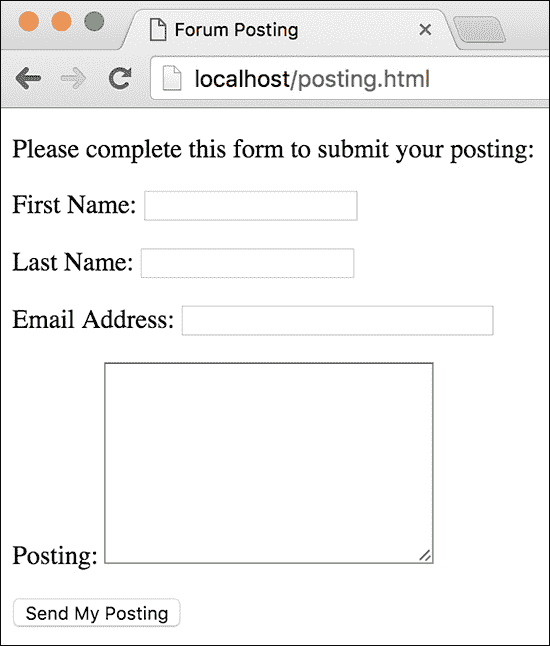 Forum Posting
localhost/posting.html
Please complete this form to submit your posting:
First Name:
Last Name:
Email Address:
Posting:
Send My Posting